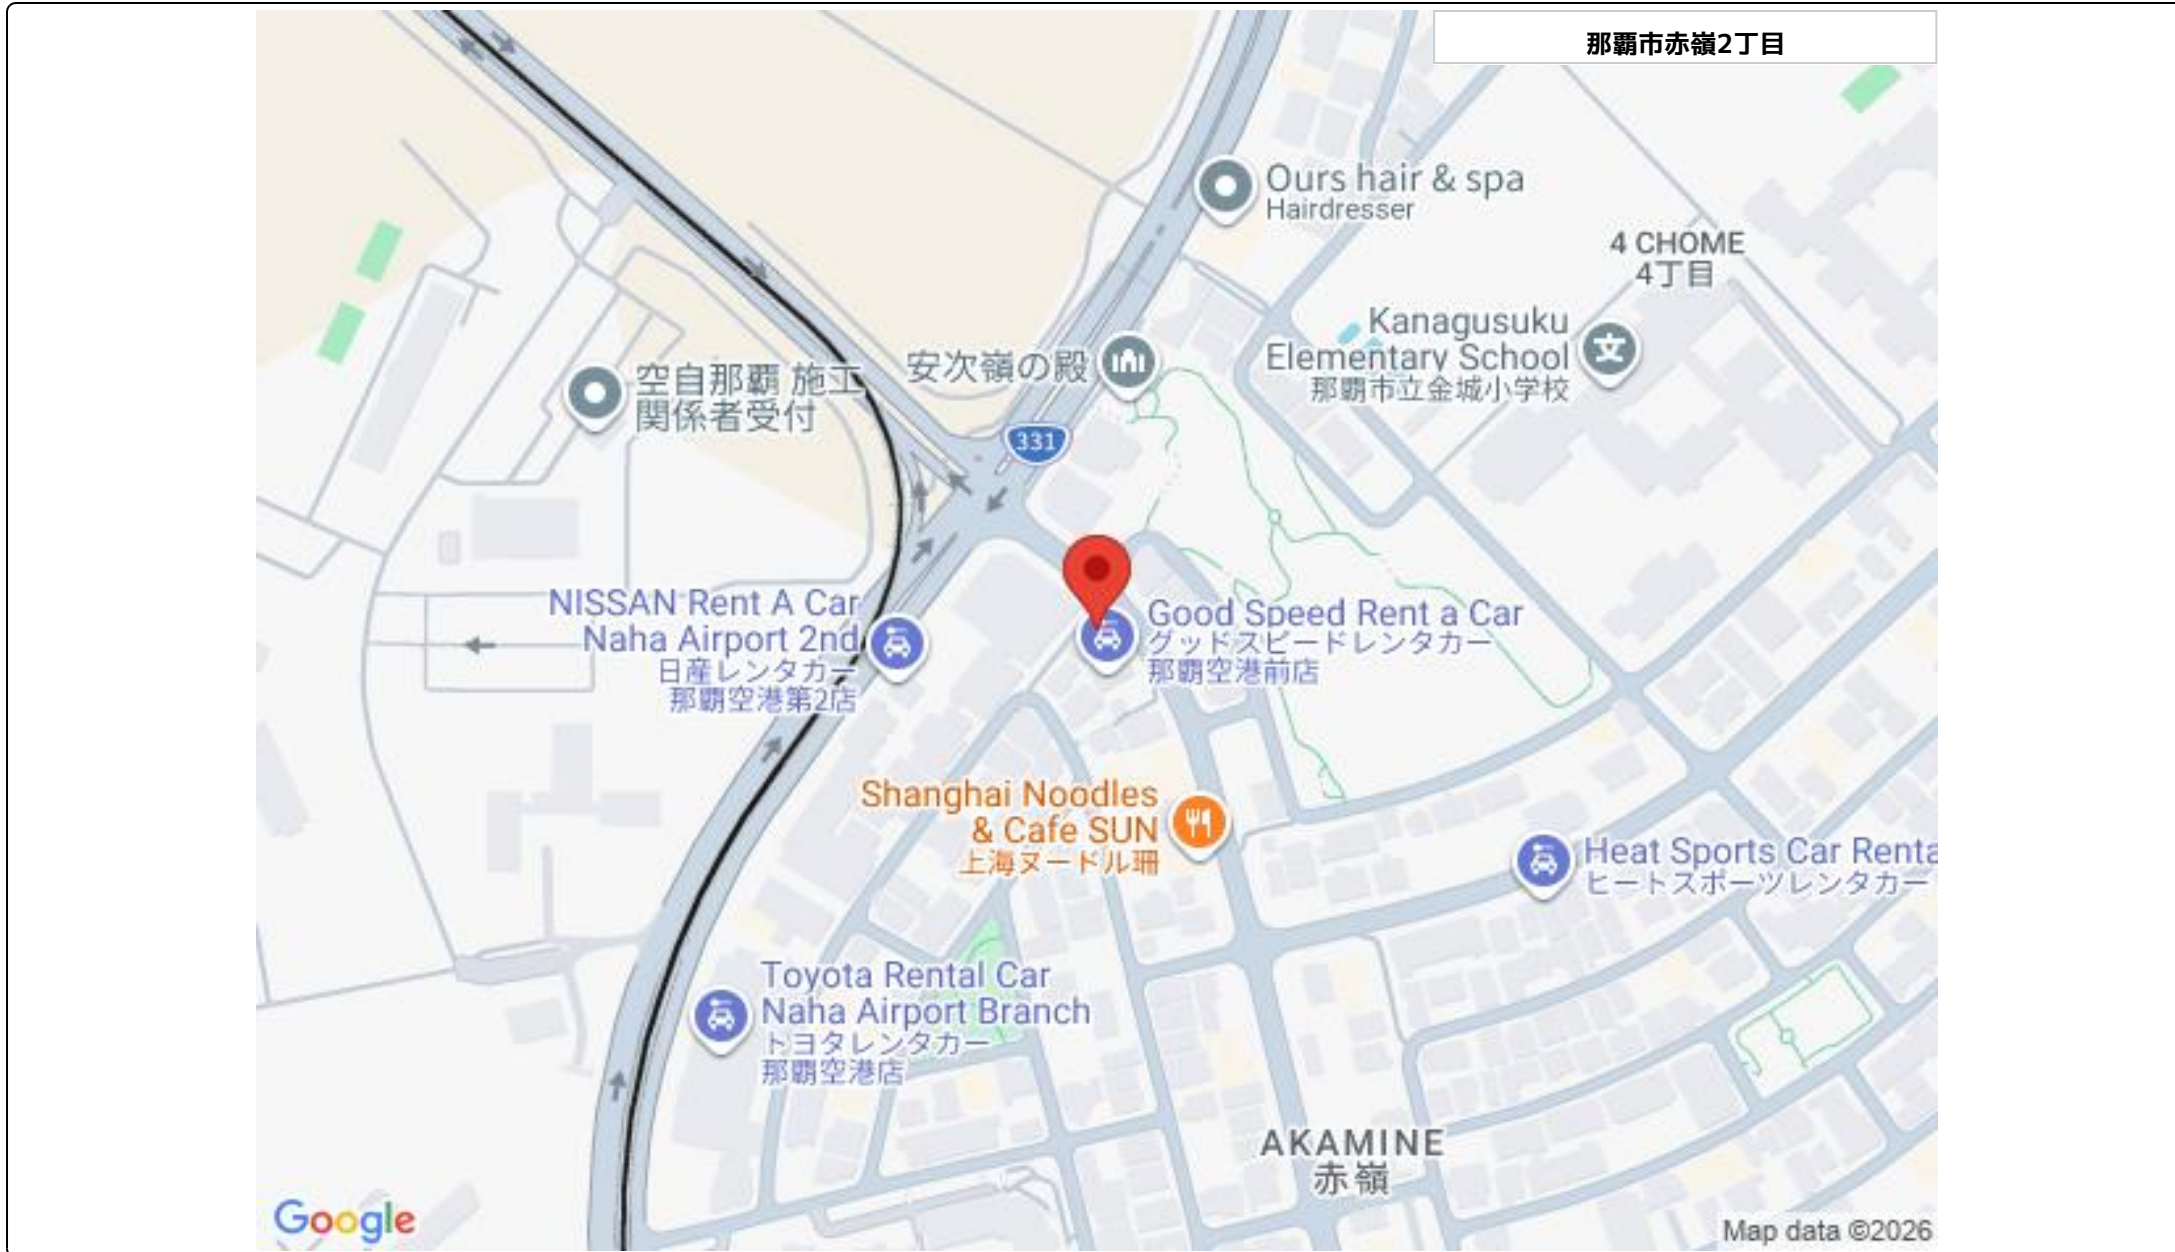 那覇市赤嶺2丁目
Ours hair & spa
Hairdresser
4 CHOME
4丁目
Kanagusuku
Elementary School
那覇市立金城小学校
安次嶺の殿
空自那覇 施工
関係者受付
331
NISSAN Rent A Car
Naha Airport 2nd
日産レンタカー
那覇空港第2店
Good Speed Rent a Car
グッドスピードレンタカー
那覇空港前店
Shanghai Noodles
& Cafe SUN
上海ヌードル珊
Heat Sports Car Renta
ヒートスポーツレンタカー
Toyota Rental Car
Naha Airport Branch
トヨタレンタカー
那覇空港店
AKAMINE
赤嶺
Google
Map data ©2026